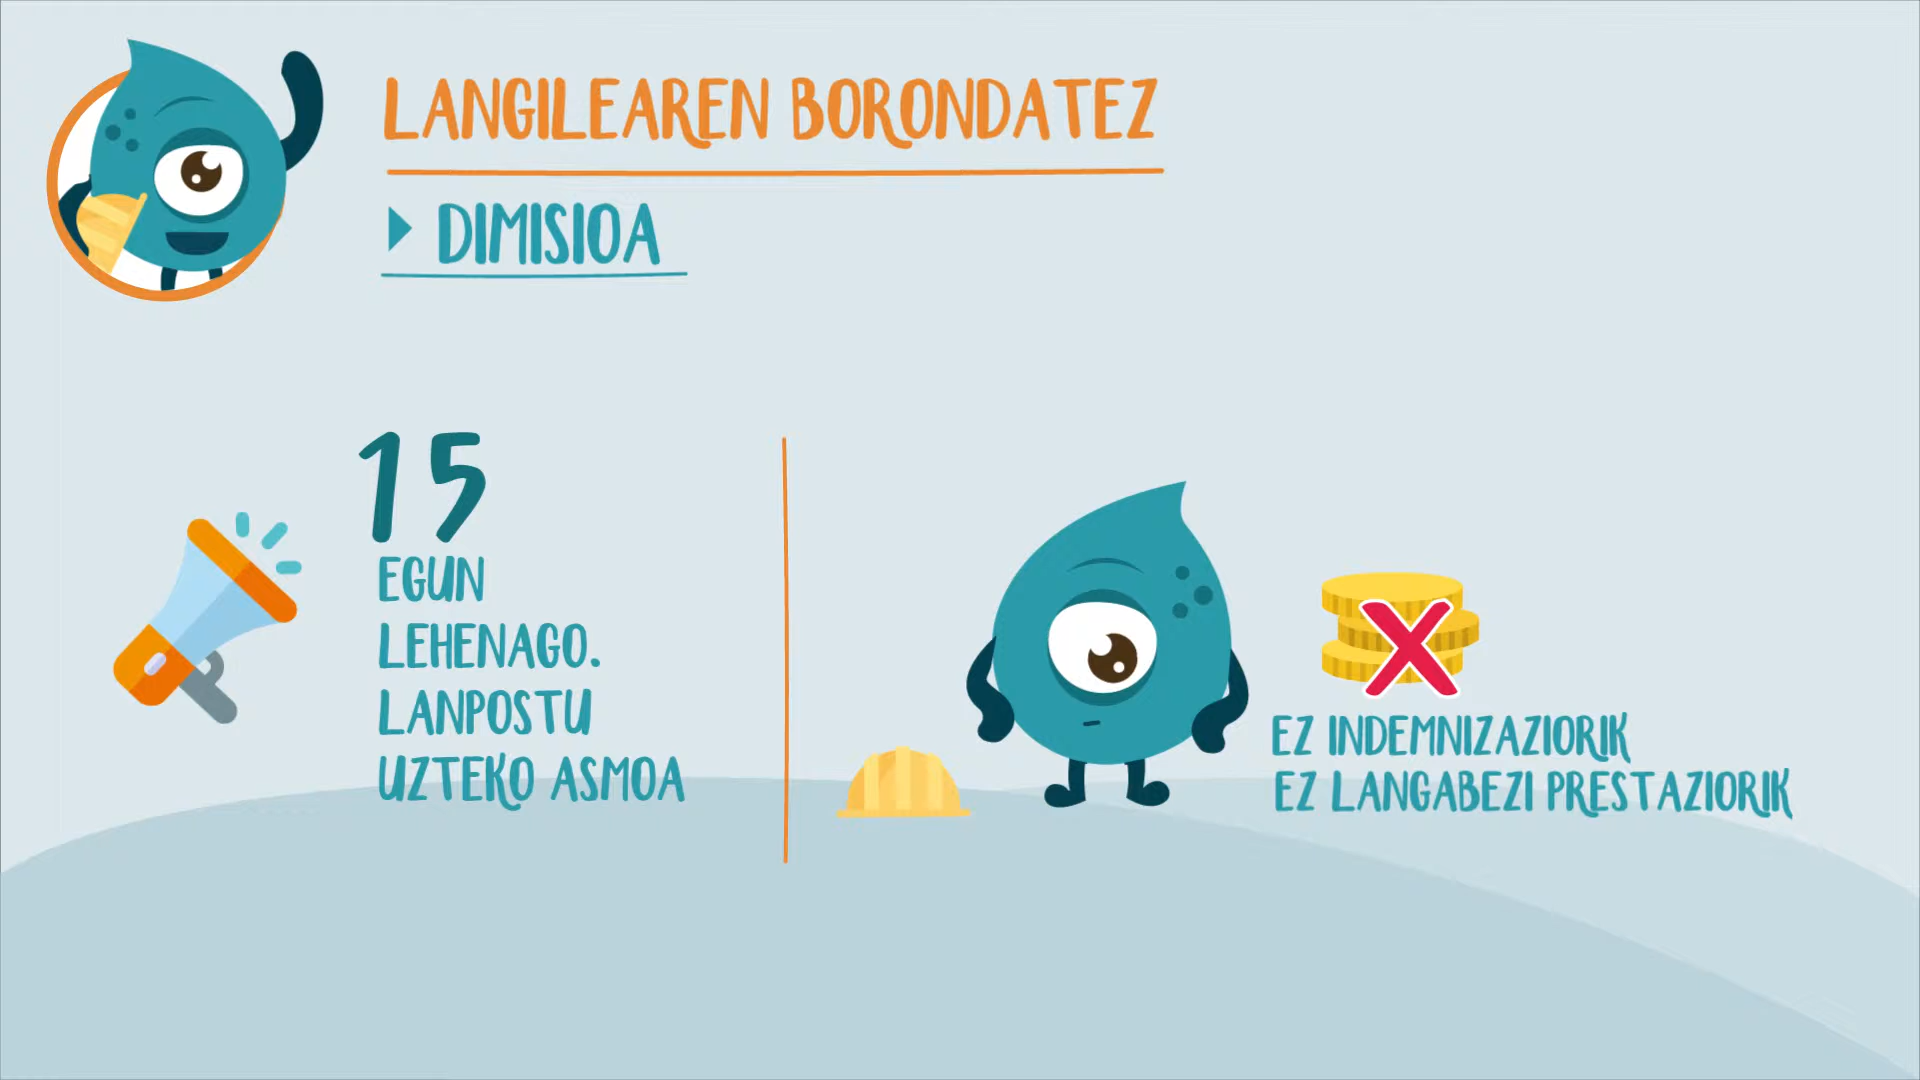 LANGILEAREN BORONDATEZ
DIMISIOA
15
EGUN
LEHENAGO.
LANPOSTU
UZTEKO ASMOA
EZ INDEMNIZAZIORIK
EZ LANGABEZI PRESTAZIORIK